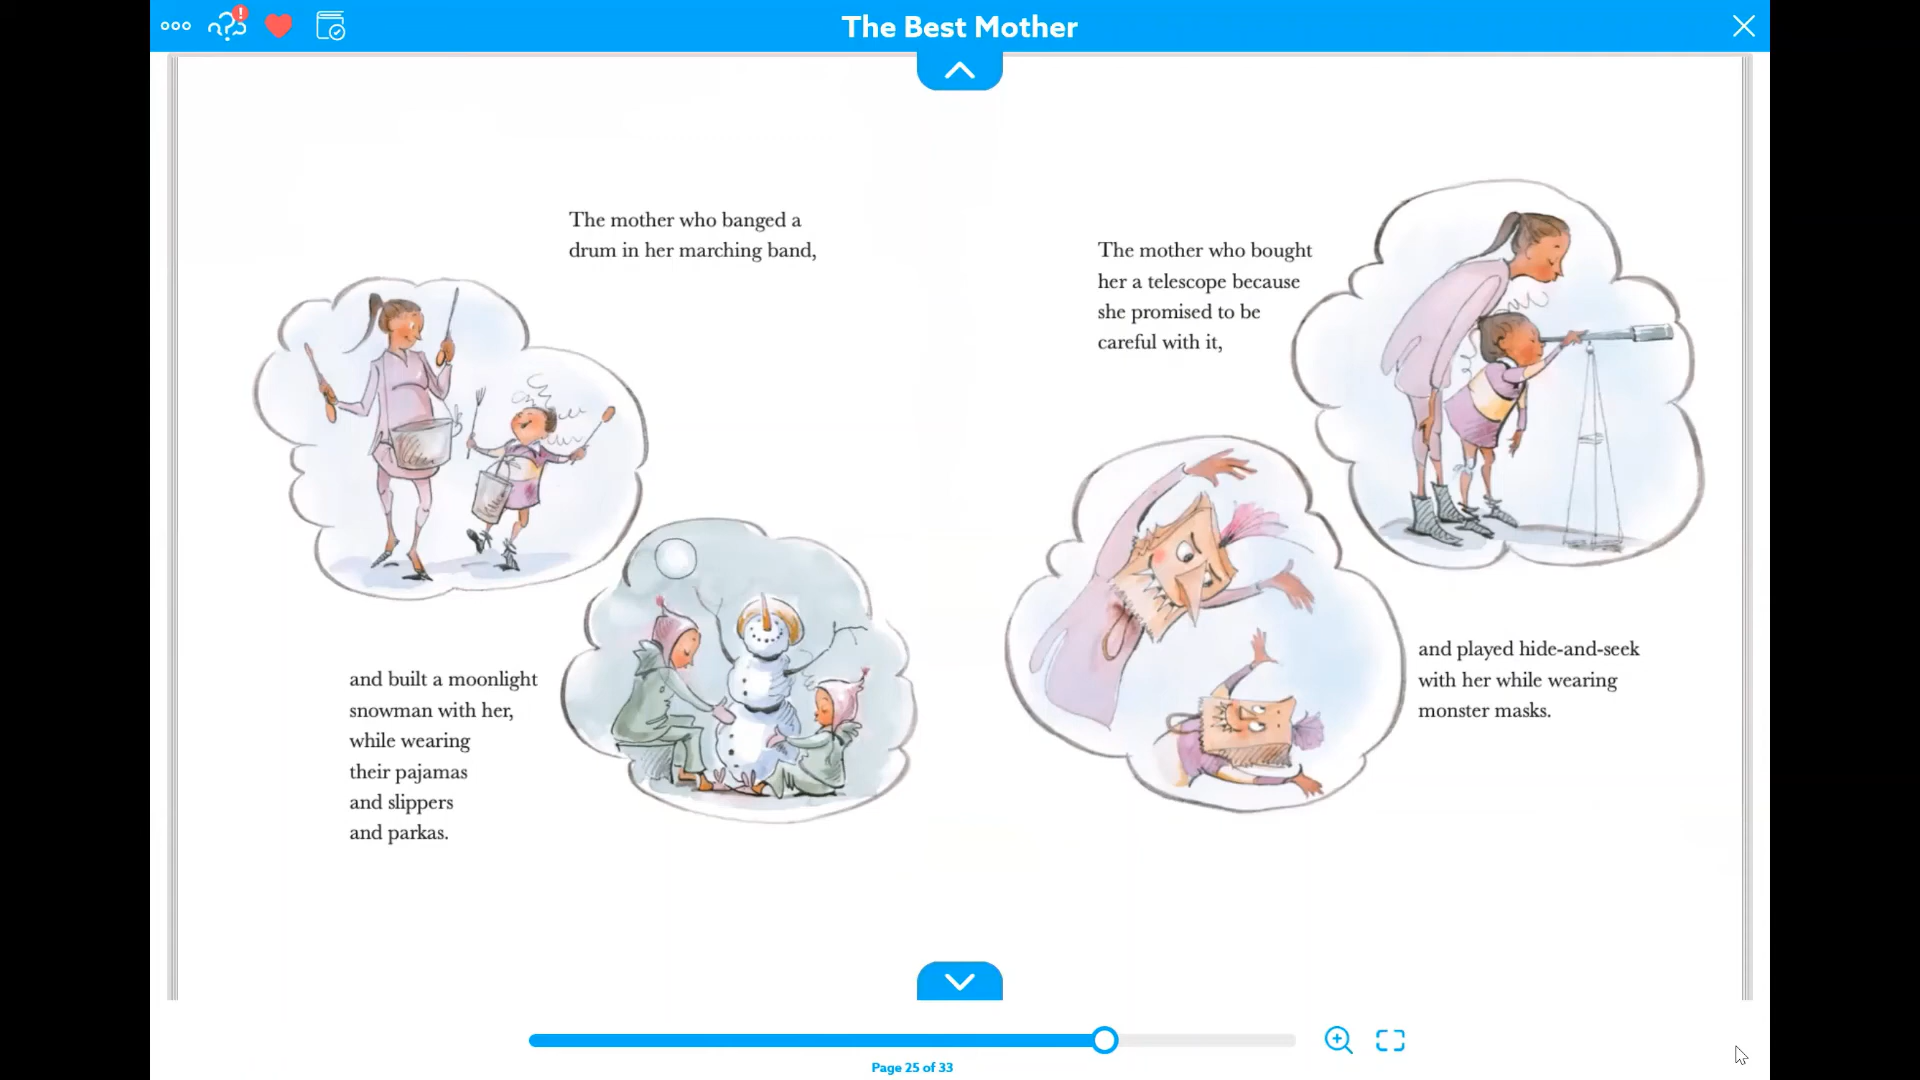 The Best Mother
The mother who banged a
drum in her marching band,
and built a moonlight
snowman with her,
while wearing
their pajamas
and slippers
and parkas.
The mother who bought
her a telescope because
she promised to be
careful with it,
and played hide-and-seek
with her while wearing
monster masks.
Page 25 of 33